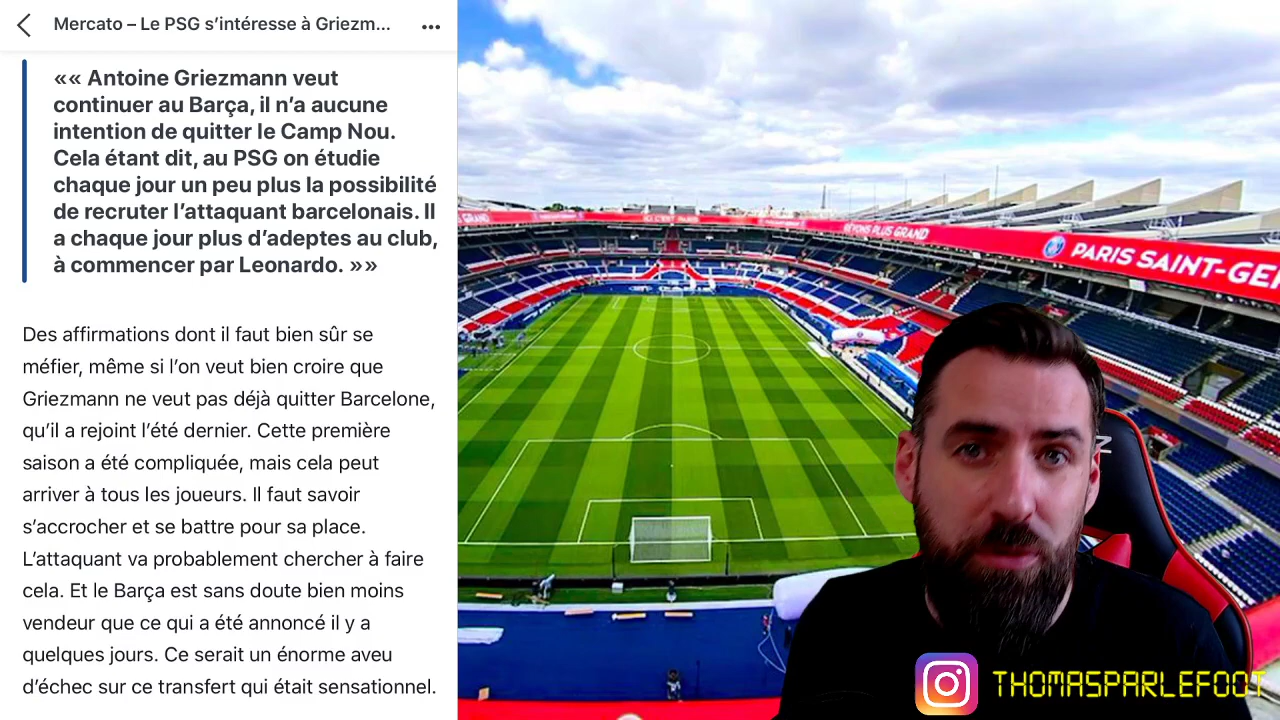 Mercato – Le PSG s’intéresse à Griezm...
«« Antoine Griezmann veut
continuer au Barça, il n’a aucune
intention de quitter le Camp Nou.
Cela étant dit, au PSG on étudie
chaque jour un peu plus la possibilité
de recruter l’attaquant barcelonais. Il
a chaque jour plus d’adeptes au club,
à commencer par Leonardo. »»
Des affirmations dont il faut bien sûr se
méfier, même si l’on veut bien croire que
Griezmann ne veut pas déjà quitter Barcelone,
qu’il a rejoint l’été dernier. Cette première
saison a été compliquée, mais cela peut
arriver à tous les joueurs. Il faut savoir
s’accrocher et se battre pour sa place.
L’attaquant va probablement chercher à faire
cela. Et le Barça est sans doute bien moins
vendeur que ce qui a été annoncé il y a
quelques jours. Ce serait un énorme aveu
d’échec sur ce transfert qui était sensationnel.
ICI C'EST PARIS
RÊVONS PLUS GRAND
PARIS SAINT-GE
THOMASPARLEFOOT